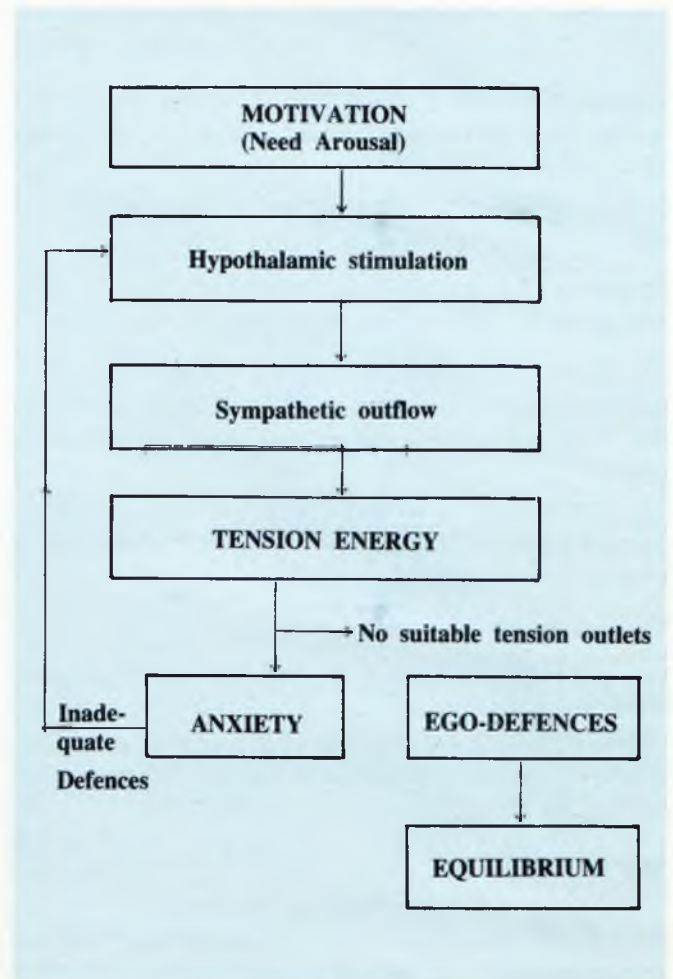 MOTIVATION
(Need Arousal)
Hypothalamic stimulation
Sympathetic outflow
TENSION ENERGY
No suitable tension outlets
Inade-
quate
Defences
ANXIETY
EGO-DEFENCES
EQUILIBRIUM